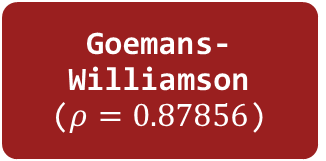 Goemans-
Williamson
(ρ = 0.87856)